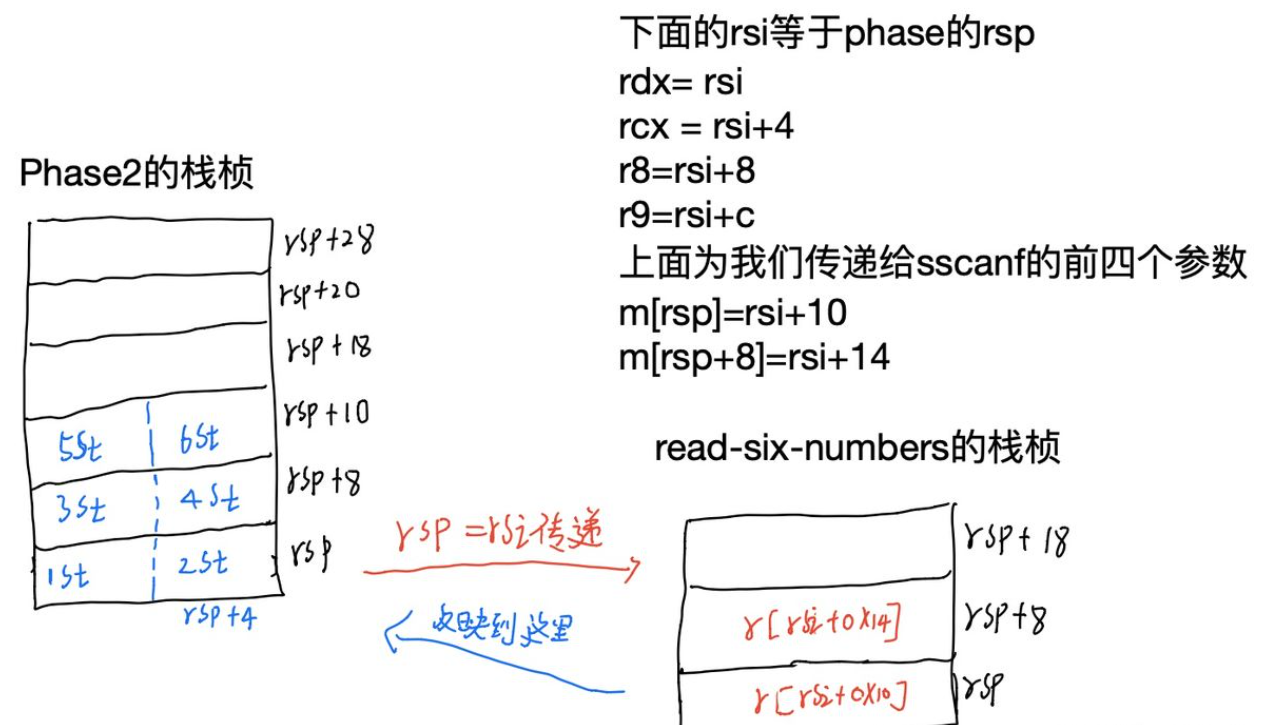 下面的rsi等于phase的rsp
rdx= rsi
rcx = rsi+4
r8=rsi+8
r9=rsi+c
上面为我们传递给sscanf的前四个参数
m[rsp]=rsi+10
m[rsp+8]=rsi+14
Phase2的栈桢
rsp+28
rsp+20
rsp+18
rsp+10
5st 6st
rsp+8
3st 4st
rsp
1st 2st
rsp+4
rsp=rsi传递
反映到这里
read-six-numbers的栈桢
rsp+18
r[rsi+0x14]
rsp+8
r[rsi+0x10]
rsp